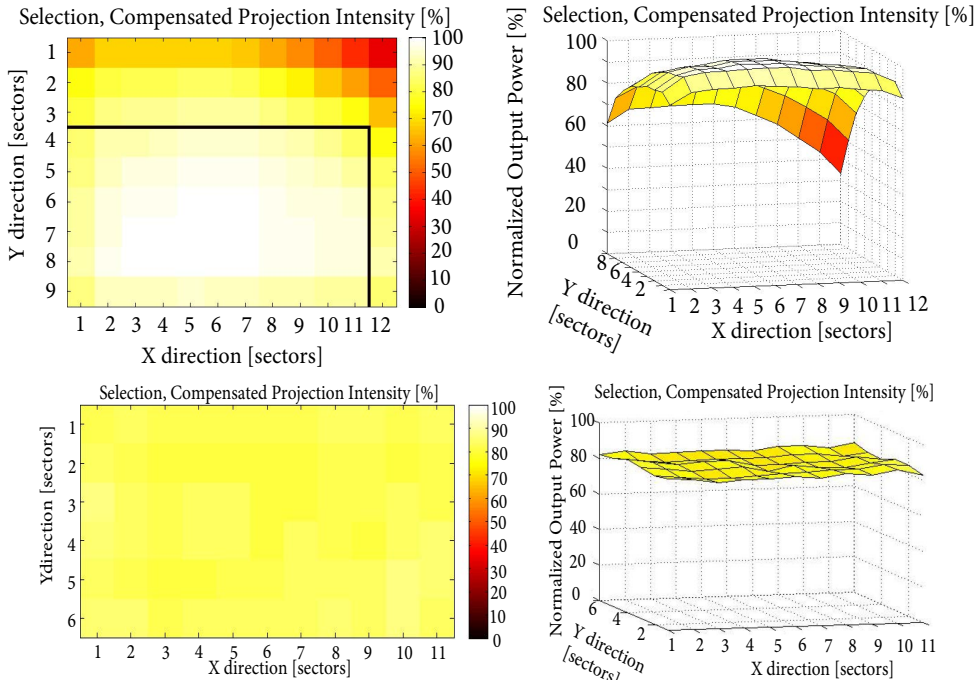 Selection, Compensated Projection Intensity [%]
1
2
3
4
5
6
7
8
9
Y direction [sectors]
1 2 3 4 5 6 7 8 9 10 11 12
X direction [sectors]
100
90
80
70
60
50
40
30
20
10
0
Selection, Compensated Projection Intensity [%]
Normalized Output Power [%]
100
80
60
40
20
0
8 6 4 2
Y direction
[sectors]
1 2 3 4 5 6 7 8 9 10 11 12
X direction [sectors]
Selection, Compensated Projection Intensity [%]
1
2
3
4
5
6
Ydirection [sectors]
1 2 3 4 5 6 7 8 9 10 11
X direction [sectors]
100
90
80
70
60
50
40
30
20
10
0
Selection, Compensated Projection Intensity [%]
Normalized Output Power [%]
100
80
60
40
20
0
6 4 2
Y direction
[sectors]
1 2 3 4 5 6 7 8 9 10 11
X direction [sectors]